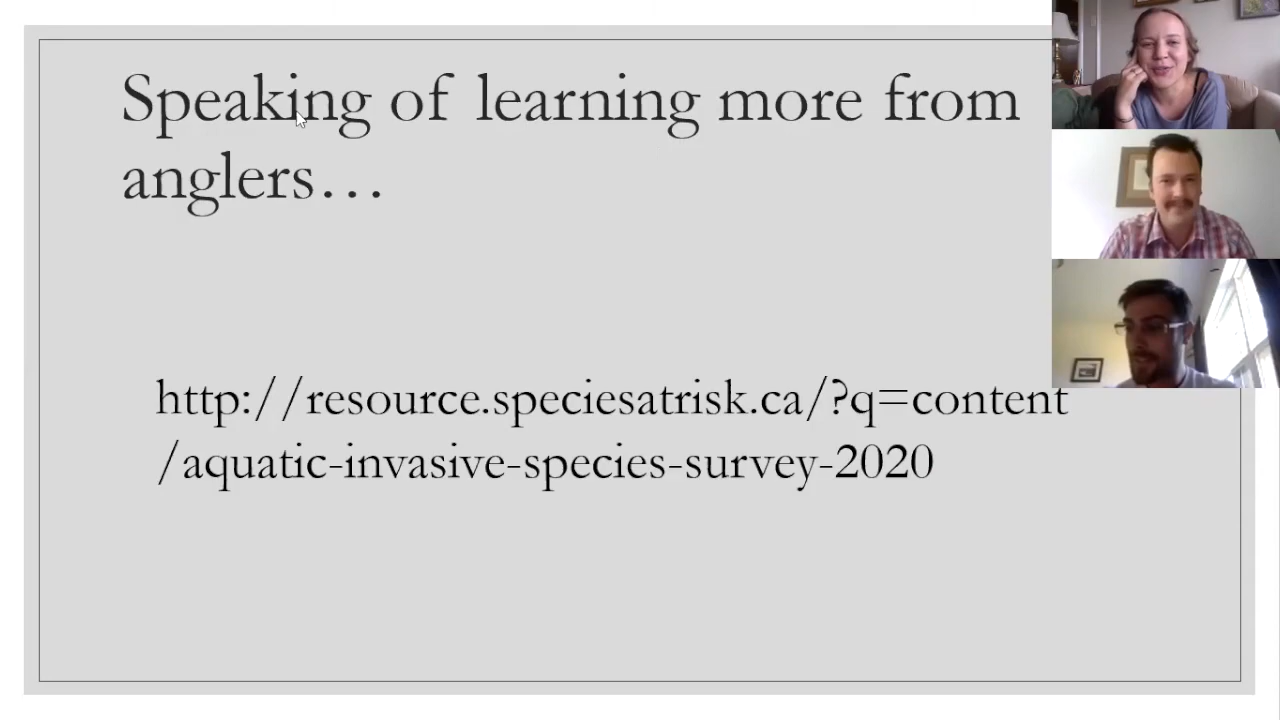 Speaking of learning more from
anglers…
http://resource.speciesatrisk.ca/?q=content
/aquatic-invasive-species-survey-2020